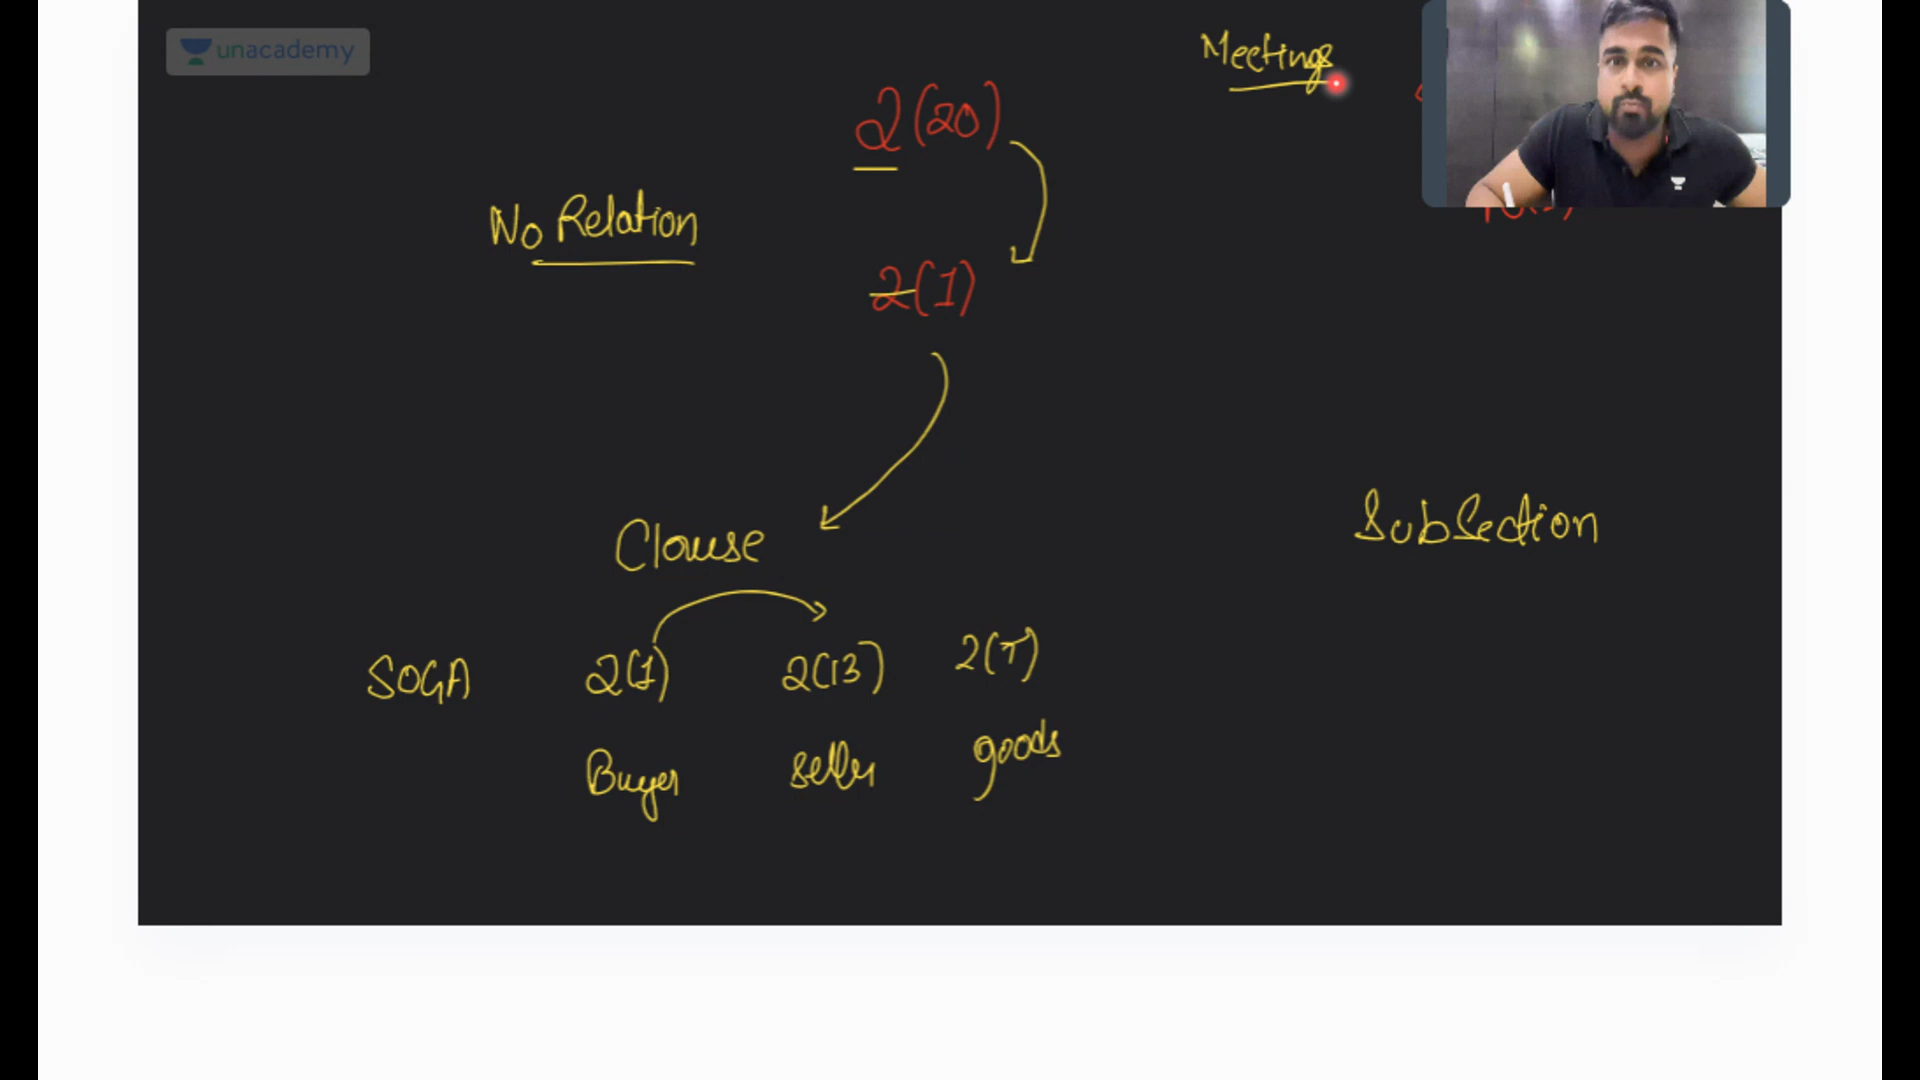 unacademy
Meetings
2(20)
No Relation
2(1)
Clause
SubSection
SOGA 2(1) 2(13) 2(7)
Buyer seller goods